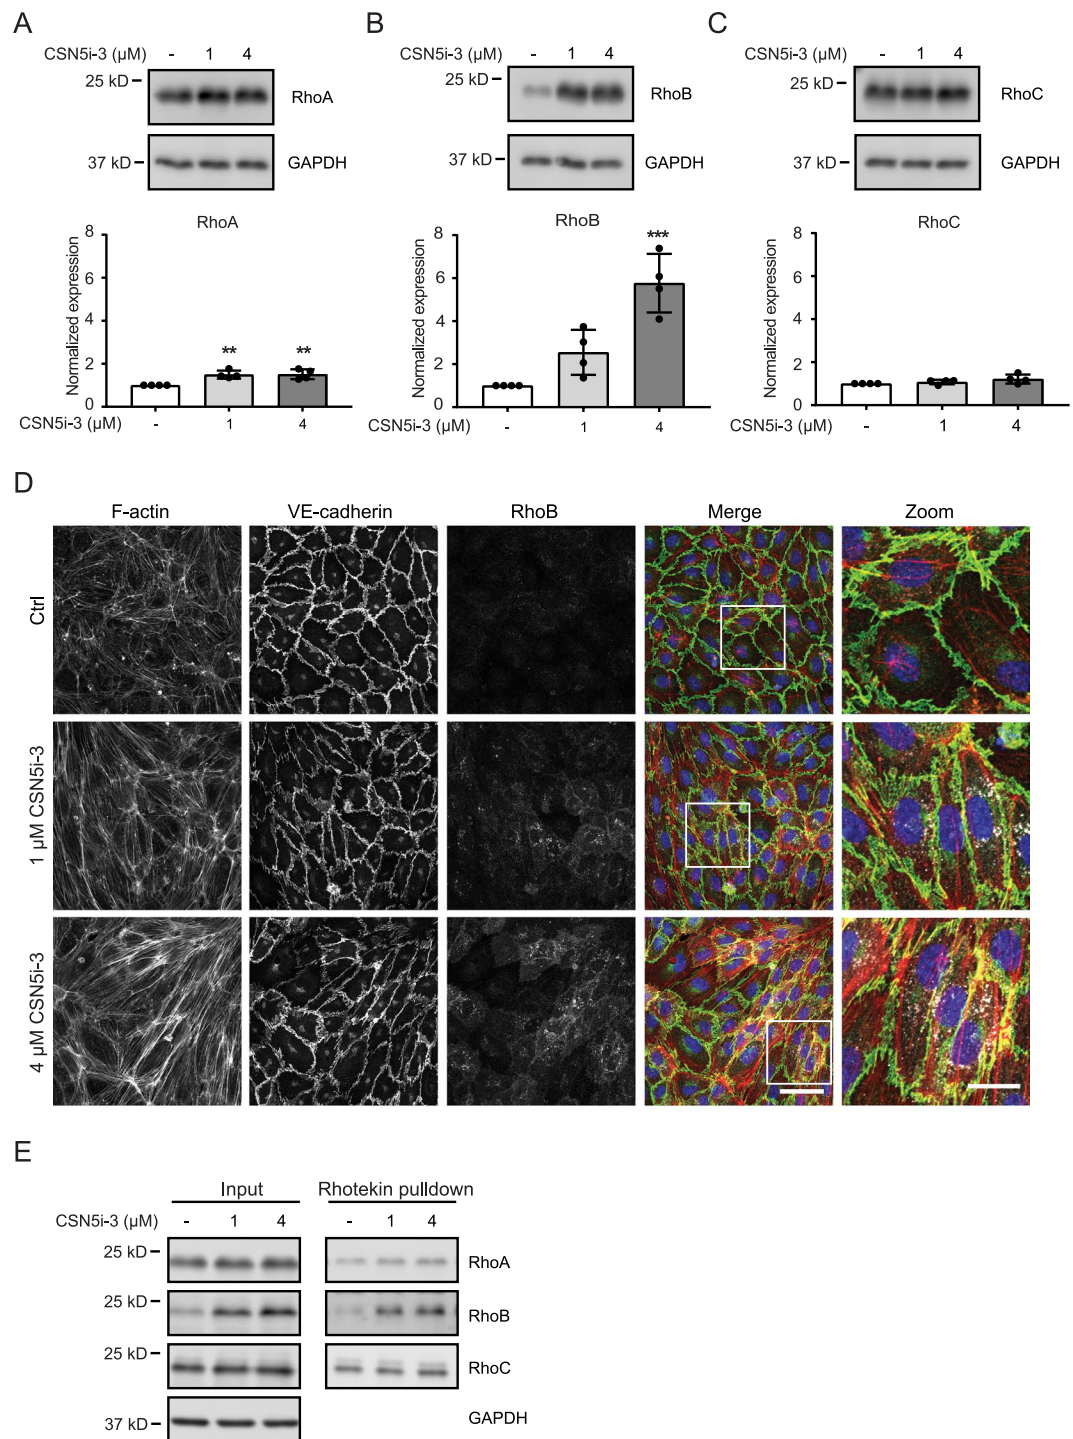 A
CSN5i-3 (µM) - 1 4
25 kD
RhoA
37 kD
GAPDH
RhoA
Normalized expression
8
6
4
2
0
** **
CSN5i-3 (µM) - 1 4
B
CSN5i-3 (µM) - 1 4
25 kD
RhoB
37 kD
GAPDH
RhoB
Normalized expression
8
6
4
2
0
***
CSN5i-3 (µM) - 1 4
C
CSN5i-3 (µM) - 1 4
25 kD
RhoC
37 kD
GAPDH
RhoC
Normalized expression
8
6
4
2
0
CSN5i-3 (µM) - 1 4
D
F-actin VE-cadherin RhoB Merge Zoom
Ctrl
1 µM CSN5i-3
4 µM CSN5i-3
E
Input Rhotekin pulldown
CSN5i-3 (µM) - 1 4 - 1 4
25 kD RhoA
25 kD RhoB
25 kD RhoC
37 kD GAPDH